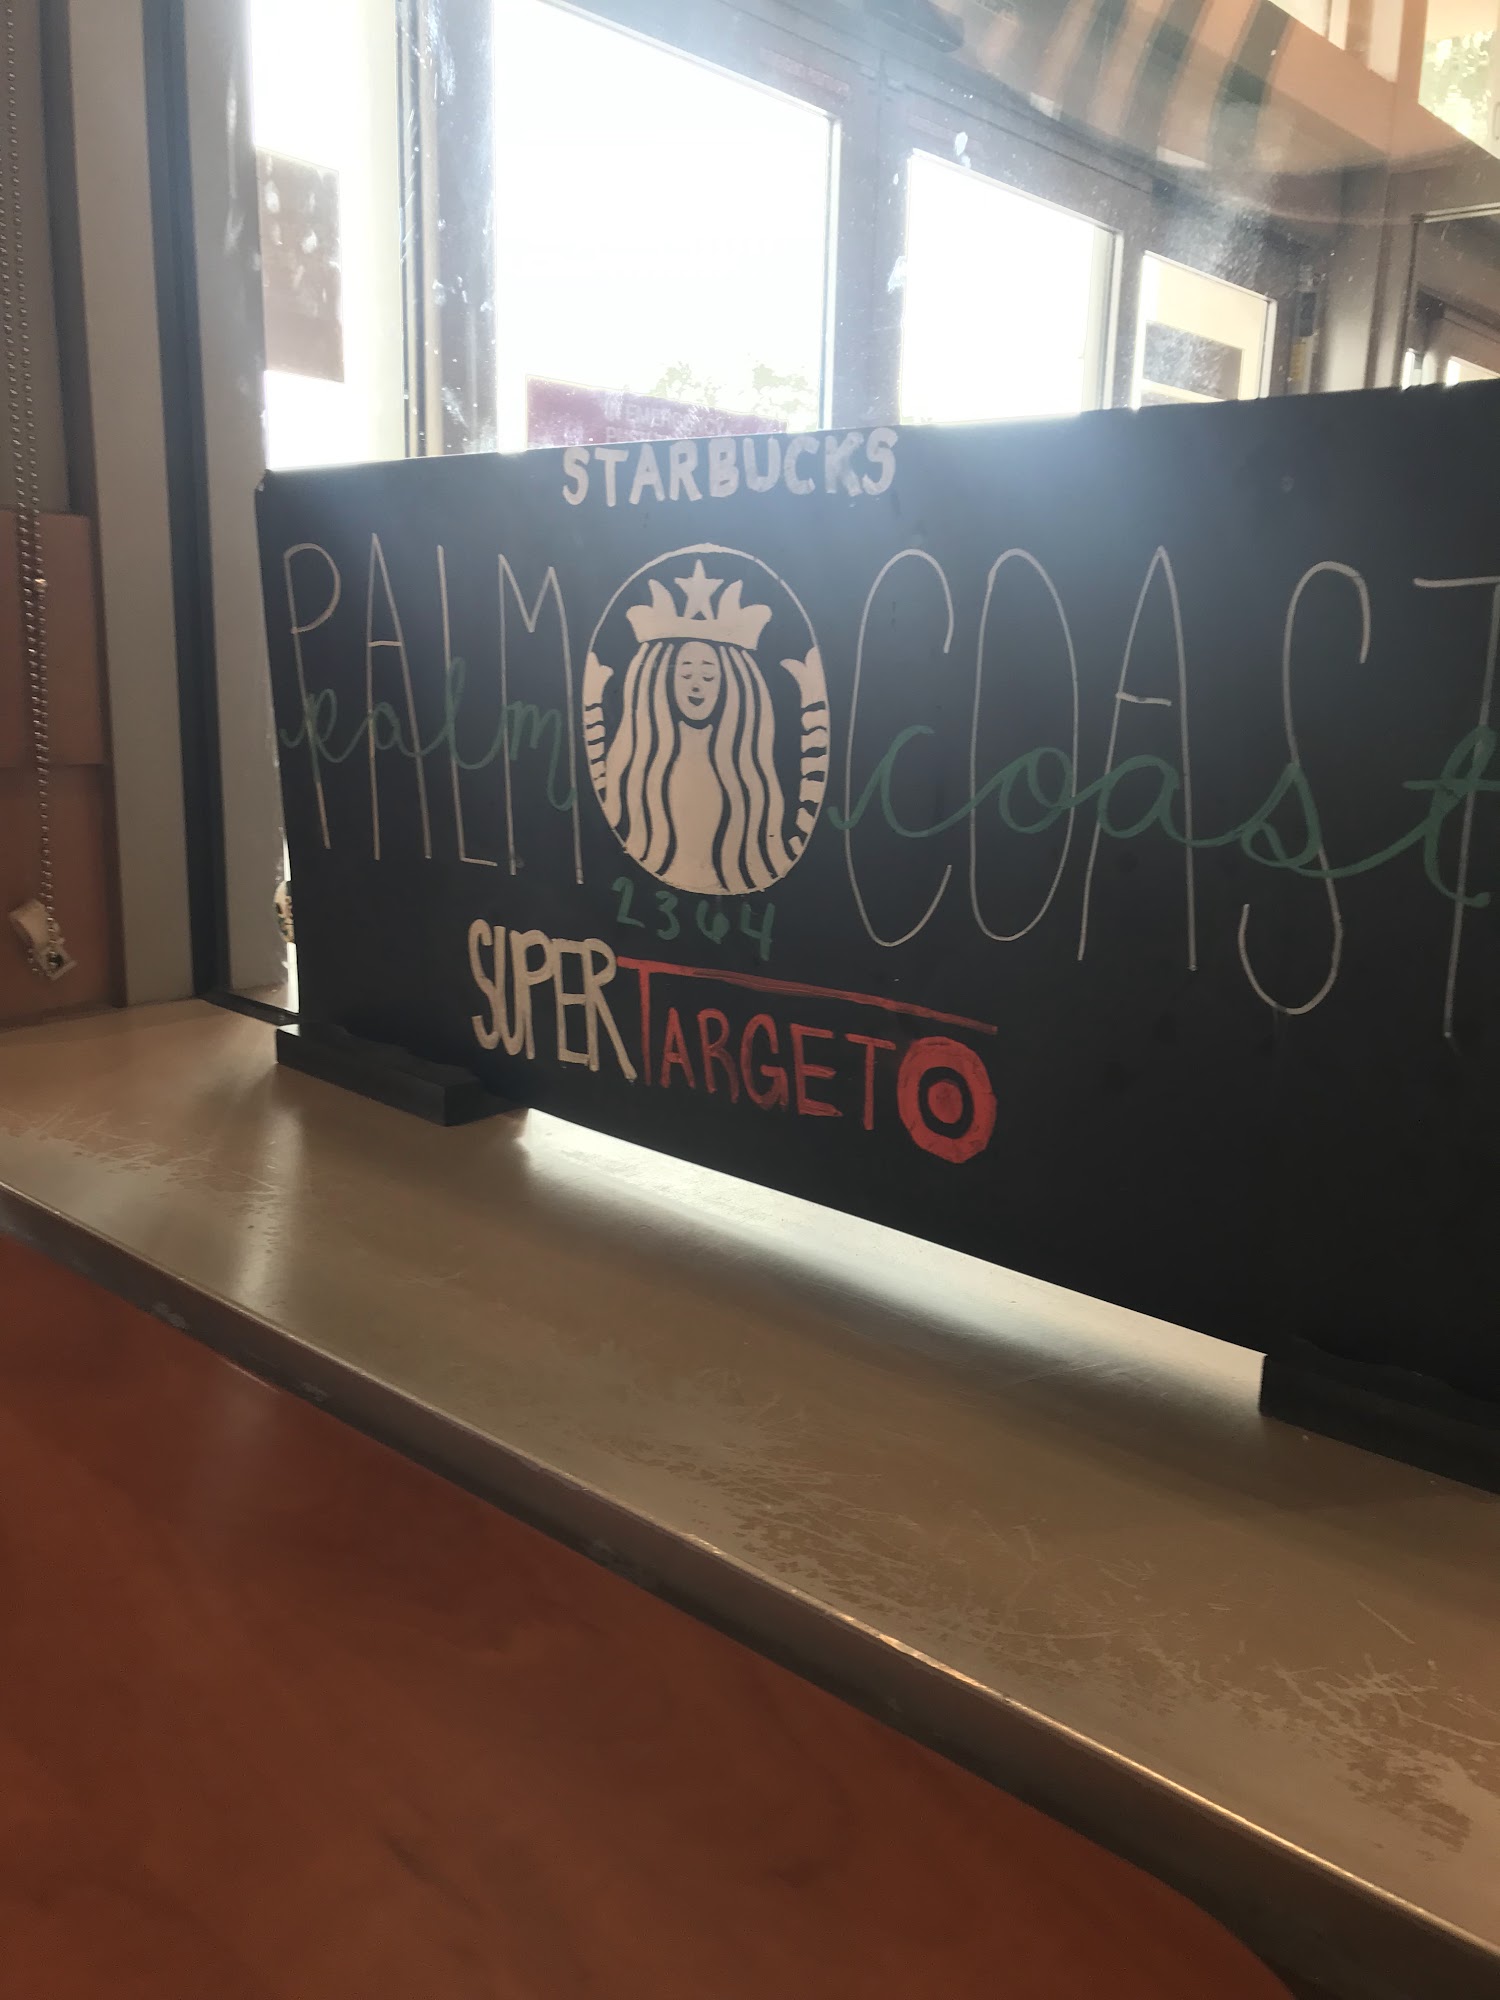 STARBUCKS
PALM COAST
palm coast
2364
SUPERTARGET